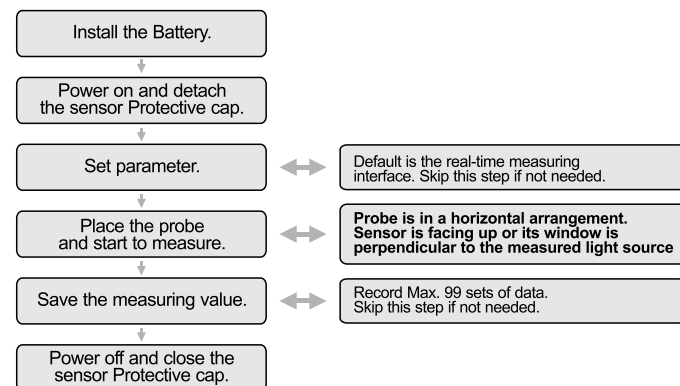 Install the Battery.
Power on and detach
the sensor Protective cap.
Set parameter.
Default is the real-time measuring
interface. Skip this step if not needed.
Place the probe
and start to measure.
Probe is in a horizontal arrangement.
Sensor is facing up or its window is
perpendicular to the measured light source
Save the measuring value.
Record Max. 99 sets of data.
Skip this step if not needed.
Power off and close the
sensor Protective cap.